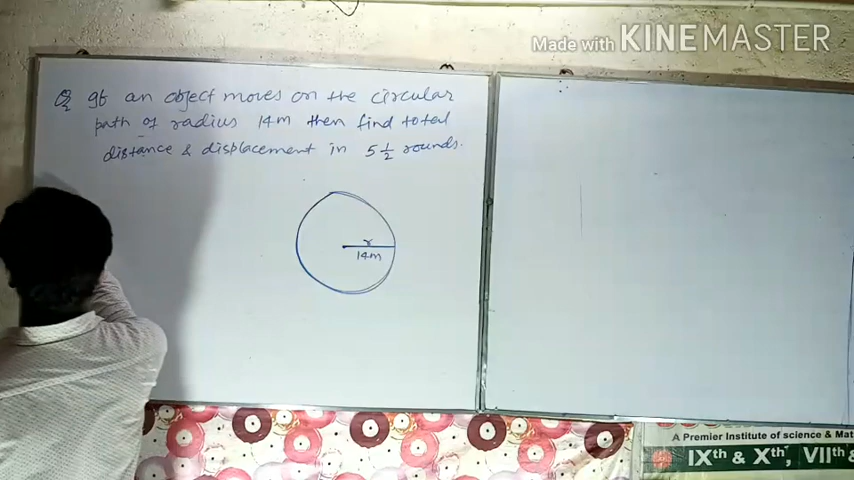 Made with KINEMASTER
Q gb an object moves on the circular
path of radius 14m then find total
distance & displacement in 5 1/2 rounds.
r
14m
A Premier Institute of science & Mat
IXth & Xth, VIIth &